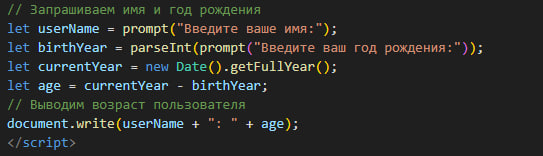 // Запрашиваем имя и год рождения
let userName = prompt("Введите ваше имя:");
let birthYear = parseInt(prompt("Введите ваш год рождения:"));
let currentYear = new Date().getFullYear();
let age = currentYear - birthYear;
// Выводим возраст пользователя
document.write(userName + ": " + age);
</script>